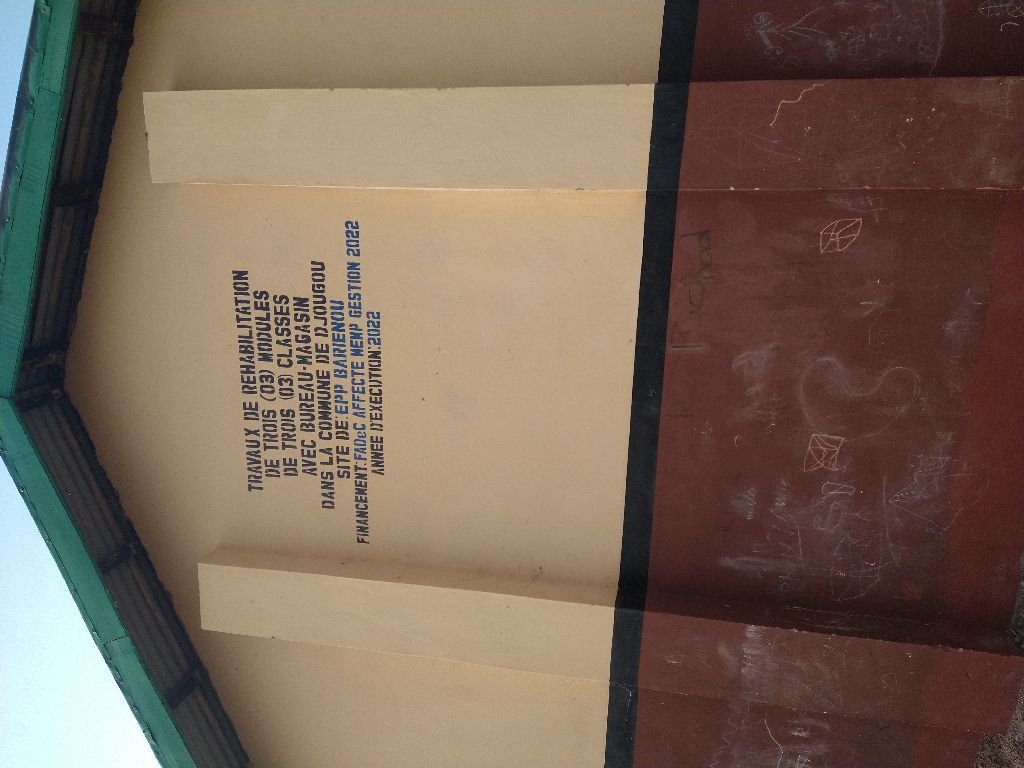 TRAVAUX DE REHABILITATION
DE TROIS (03) MODULES
DE TROIS (03) CLASSES
AVEC BUREAU-MAGASIN
DANS LA COMMUNE DE DJOUGOU
SITE DE:EPP BARIENOU
FINANCEMENT:FADeC AFFECTE MEMP GESTION 2022
ANNEE D'EXECUTION:2022